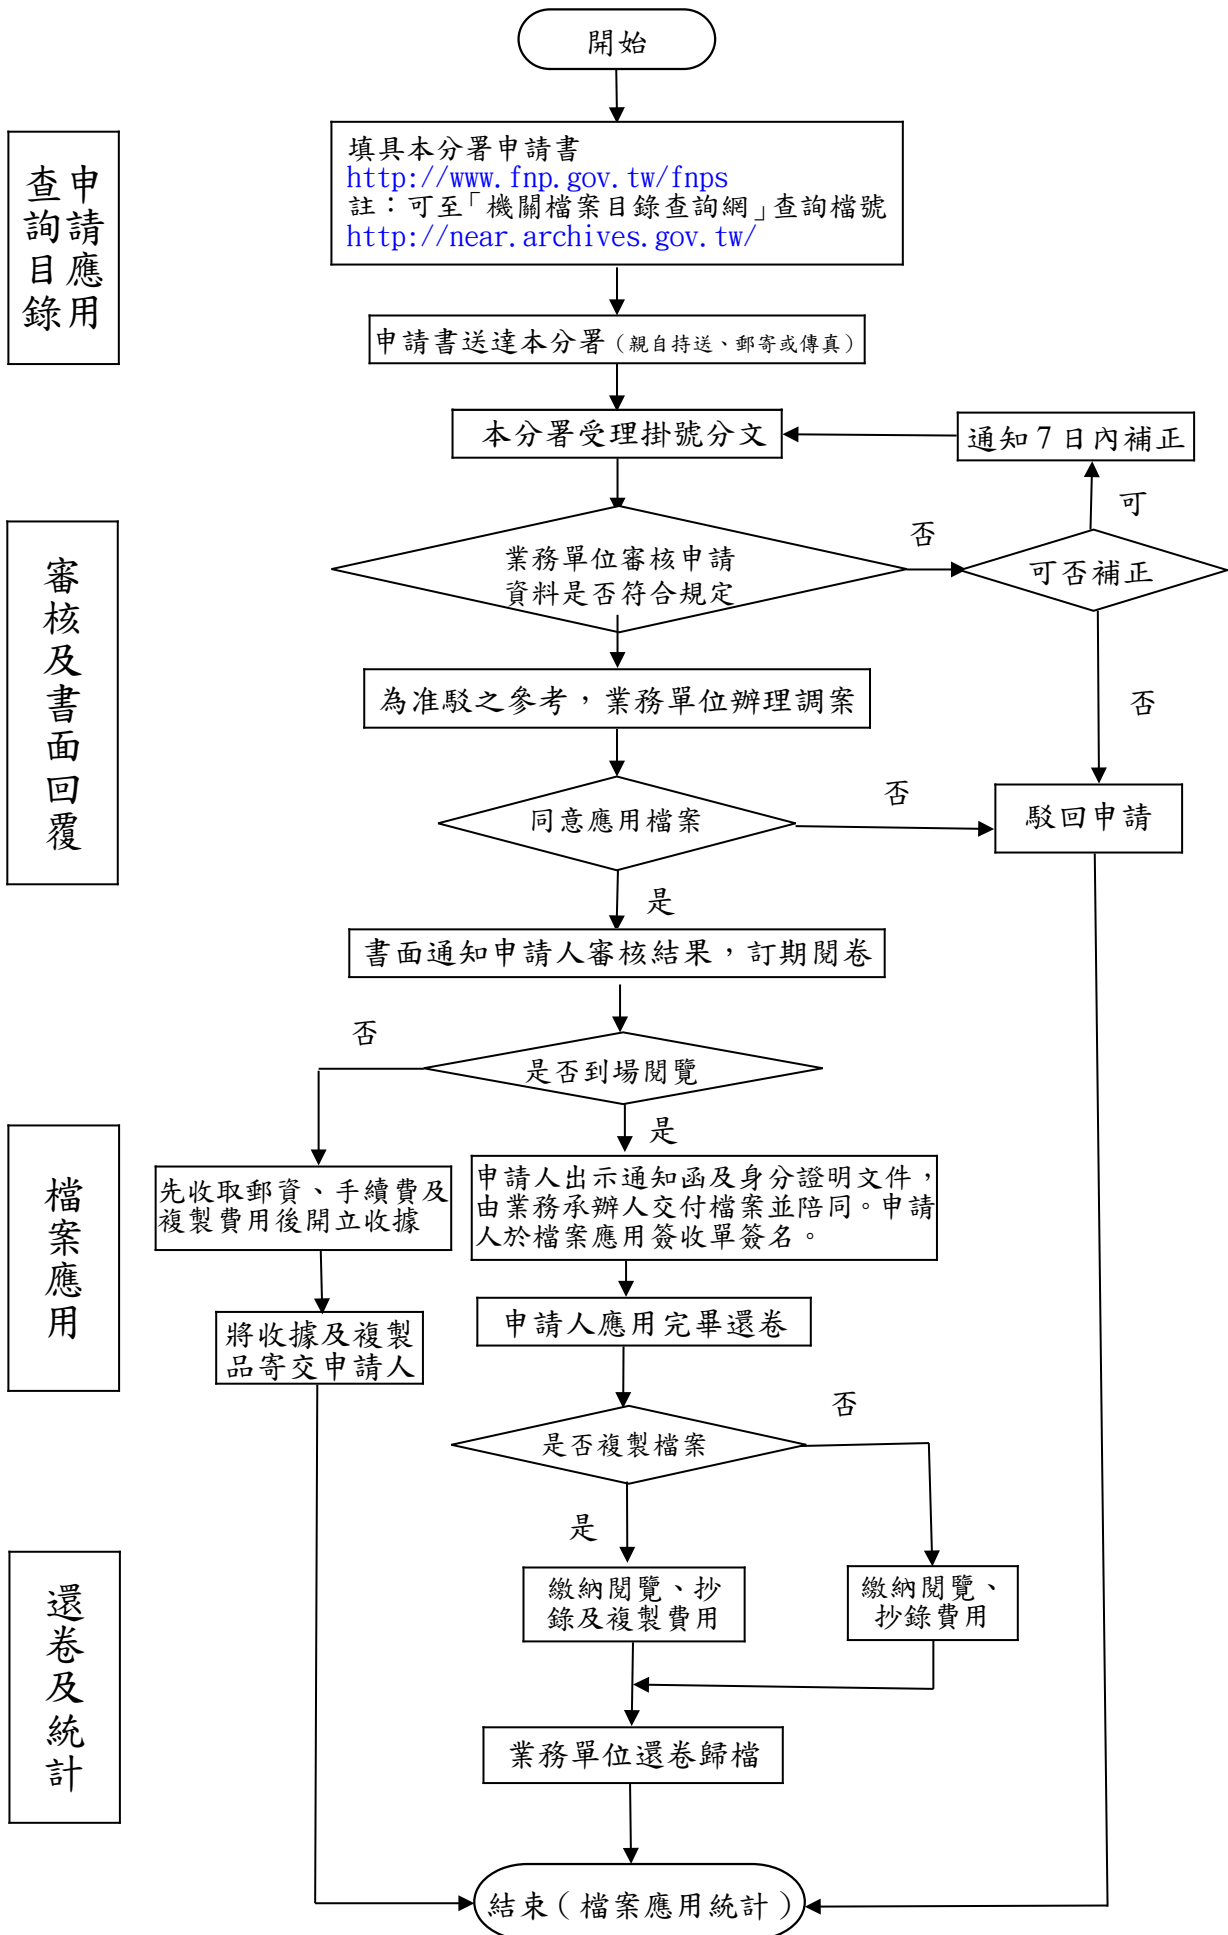 開始
查詢目錄
申請應用
填具本分署申請書
http://www.fnp.gov.tw/fnps
註：可至「機關檔案目錄查詢網」查詢檔號
http://near.archives.gov.tw/
申請書送達本分署（親自持送、郵寄或傳真）
本分署受理掛號分文
通知7日內補正
可
審核及書面回覆
業務單位審核申請
資料是否符合規定
否
可否補正
為准駁之參考，業務單位辦理調案
否
同意應用檔案
否
駁回申請
是
書面通知申請人審核結果，訂期閱卷
否
是否到場閱覽
是
檔案應用
先收取郵資、手續費及
複製費用後開立收據
申請人出示通知函及身分證明文件，
由業務承辦人交付檔案並陪同。申請
人於檔案應用簽收單簽名。
將收據及複製
品寄交申請人
申請人應用完畢還卷
否
是否複製檔案
是
還卷及統計
繳納閱覽、抄
錄及複製費用
繳納閱覽、
抄錄費用
業務單位還卷歸檔
結束（檔案應用統計）